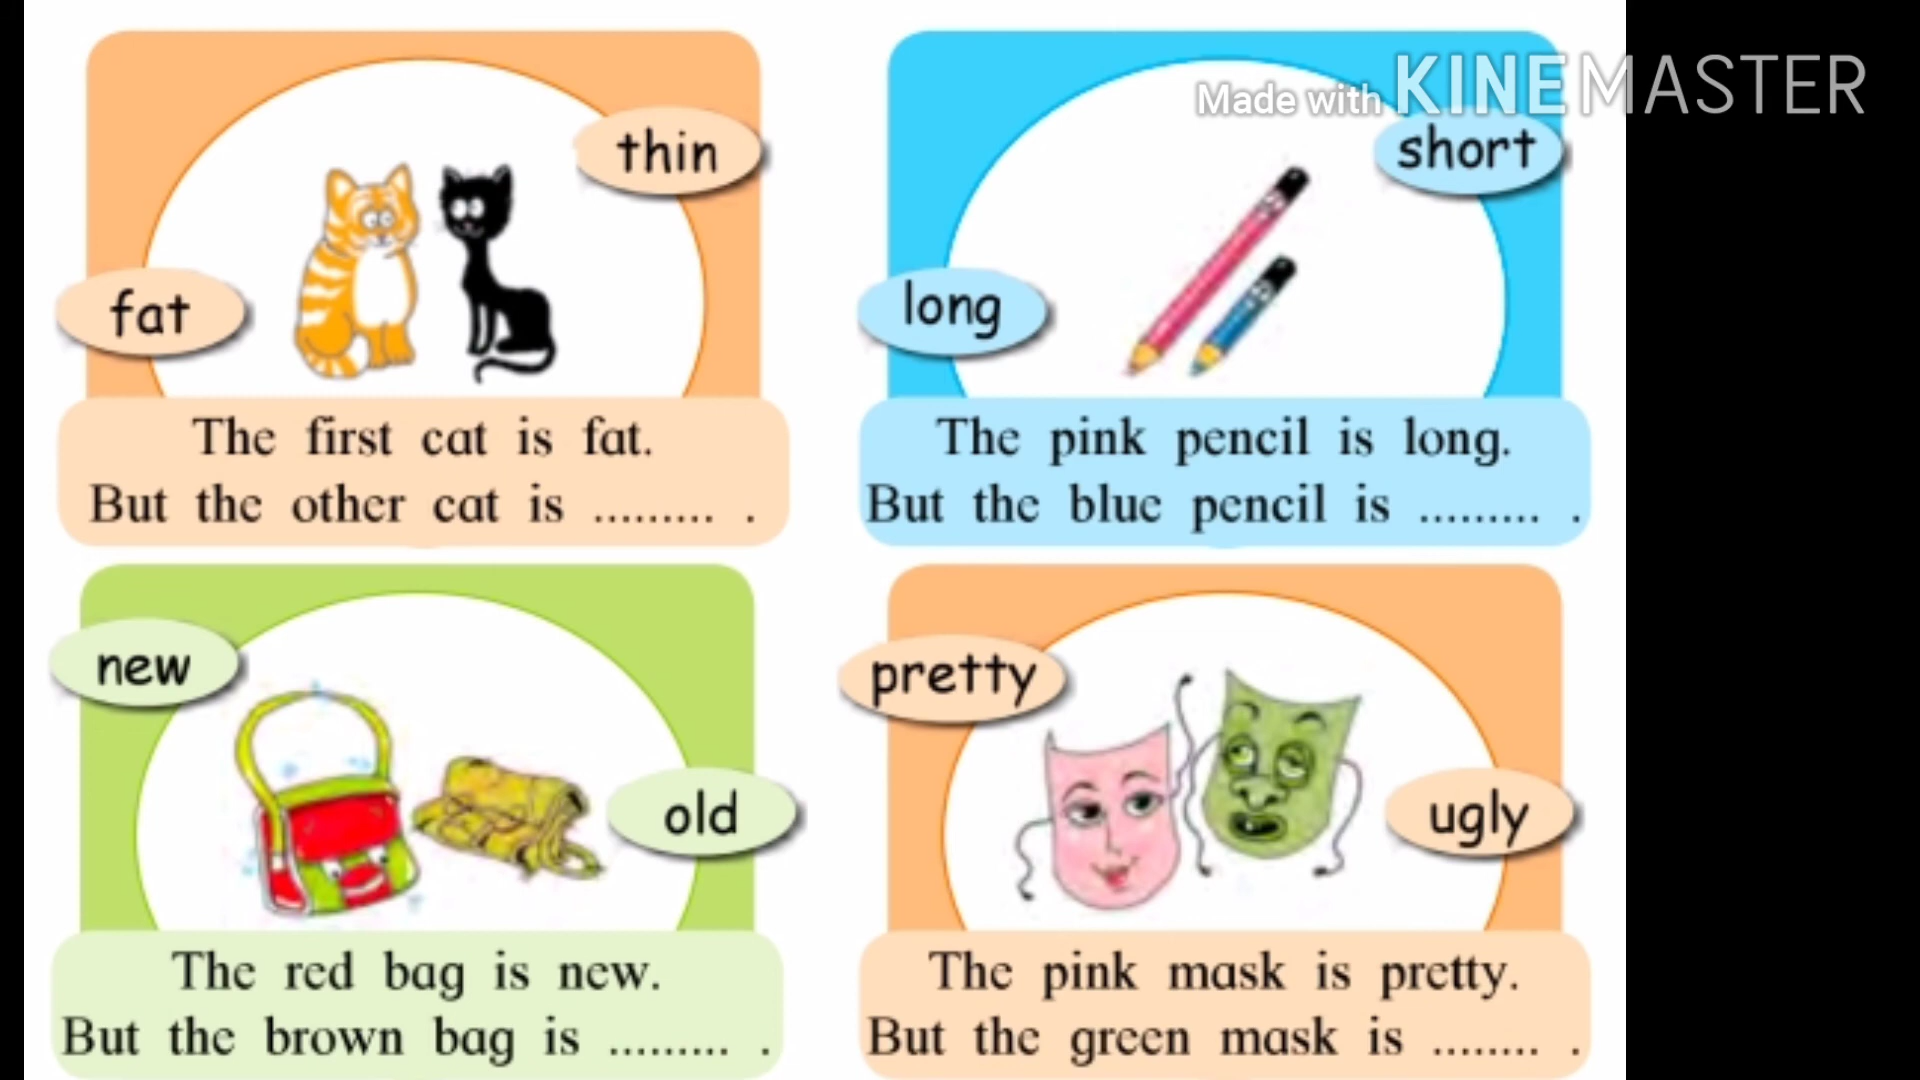 Made with KINEMASTER
thin
fat
The first cat is fat.
But the other cat is ......... .
short
long
The pink pencil is long.
But the blue pencil is ......... .
new
old
The red bag is new.
But the brown bag is ......... .
pretty
ugly
The pink mask is pretty.
But the green mask is ........ .